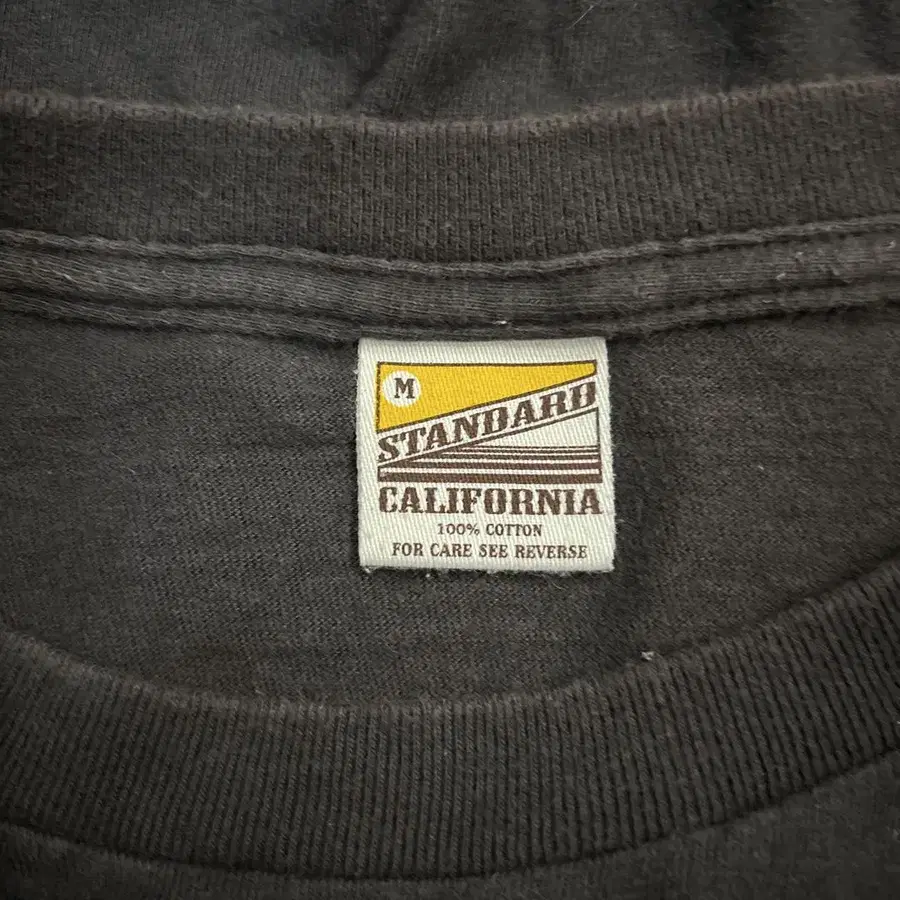 M
STANDARD
CALIFORNIA
100% COTTON
FOR CARE SEE REVERSE